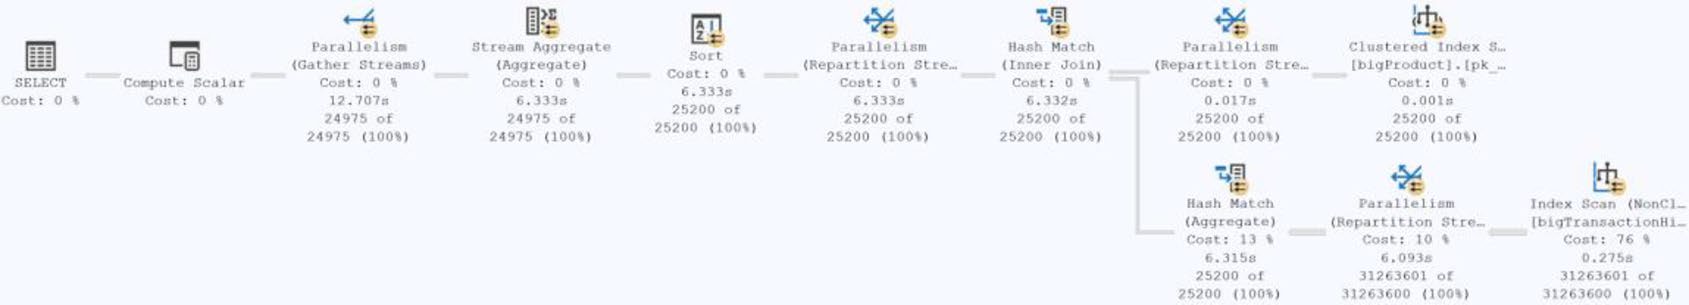 SELECT
Cost: 0 %
Compute Scalar
Cost: 0 %
Parallelism
(Gather Streams)
Cost: 0 %
12.707s
24975 of
24975 (100%)
Stream Aggregate
(Aggregate)
Cost: 0 %
6.333s
24975 of
24975 (100%)
Sort
Cost: 0 %
6.333s
25200 of
25200 (100%)
Parallelism
(Repartition Stre…
Cost: 0 %
6.333s
25200 of
25200 (100%)
Hash Match
(Inner Join)
Cost: 0 %
6.332s
25200 of
25200 (100%)
Parallelism
(Repartition Stre…
Cost: 0 %
0.017s
25200 of
25200 (100%)
Clustered Index S…
[bigProduct].[pk_…
Cost: 0 %
0.001s
25200 of
25200 (100%)
Hash Match
(Aggregate)
Cost: 13 %
6.315s
25200 of
25200 (100%)
Parallelism
(Repartition Stre…
Cost: 10 %
6.093s
31263601 of
31263600 (100%)
Index Scan (NonCl…
[bigTransactionHi…
Cost: 76 %
0.275s
31263601 of
31263600 (100%)